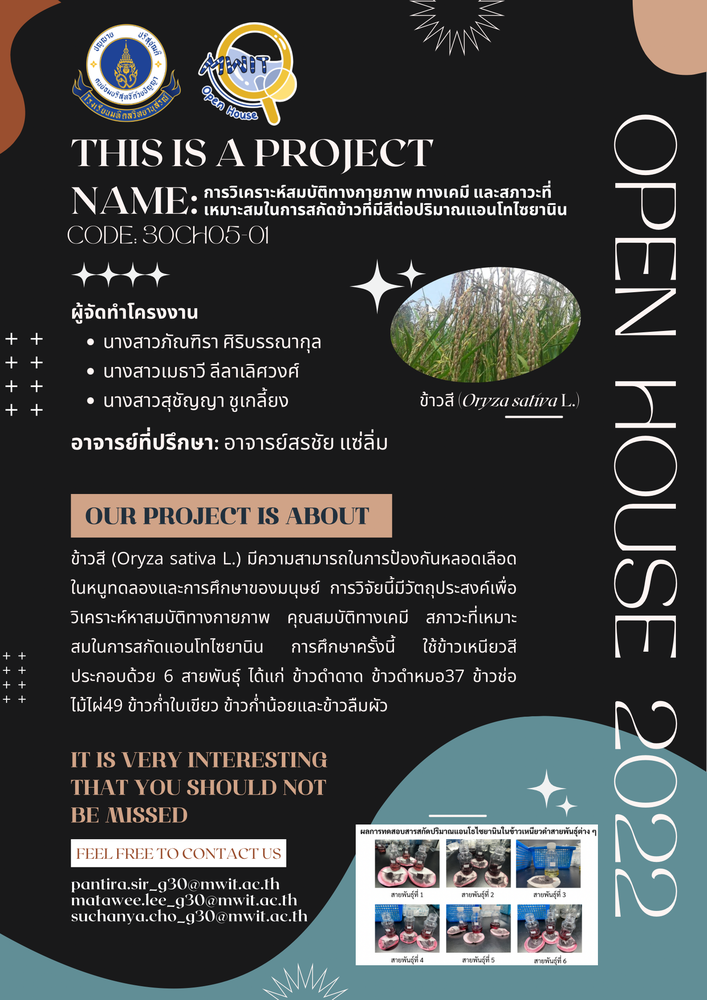 ปัญญาย ปริสุชฺฌติ
คนย่อมบริสุทธิ์ด้วยปัญญา
โรงเรียนมหิดลวิทยานุสรณ์
MWIT
Open House
THIS IS A PROJECT
NAME: การวิเคราะห์สมบัติทางกายภาพ ทางเคมี และสภาวะที่
เหมาะสมในการสกัดข้าวที่มีสีต่อปริมาณแอนโทไซยานิน
CODE: 30CH05-01
ผู้จัดทำโครงงาน
• นางสาวภัณฑิรา ศิริบรรณากุล
• นางสาวเมธาวี ลีลาเลิศวงศ์
• นางสาวสุชัญญา ชูเกลี้ยง
ข้าวสี (Oryza sativa L.)
อาจารย์ที่ปรึกษา: อาจารย์สรชัย แซ่ลิ่ม
OUR PROJECT IS ABOUT
ข้าวสี (Oryza sativa L.) มีความสามารถในการป้องกันหลอดเลือด
ในหนูทดลองและการศึกษาของมนุษย์ การวิจัยนี้มีวัตถุประสงค์เพื่อ
วิเคราะห์หาสมบัติทางกายภาพ คุณสมบัติทางเคมี สภาวะที่เหมาะ
สมในการสกัดแอนโทไซยานิน การศึกษาครั้งนี้ ใช้ข้าวเหนียวสี
ประกอบด้วย 6 สายพันธุ์ ได้แก่ ข้าวดำดาด ข้าวดำหมอ37 ข้าวช่อ
ไม้ไผ่49 ข้าวก่ำใบเขียว ข้าวก่ำน้อยและข้าวลืมผัว
IT IS VERY INTERESTING
THAT YOU SHOULD NOT
BE MISSED
FEEL FREE TO CONTACT US
pantira.sir_g30@mwit.ac.th
matawee.lee_g30@mwit.ac.th
suchanya.cho_g30@mwit.ac.th
ผลการทดสอบสารสกัดปริมาณแอนโธไซยานินในข้าวเหนียวดำสายพันธุ์ต่าง ๆ
สายพันธุ์ที่ 1 สายพันธุ์ที่ 2 สายพันธุ์ที่ 3
สายพันธุ์ที่ 4 สายพันธุ์ที่ 5 สายพันธุ์ที่ 6
OPEN HOUSE 2022